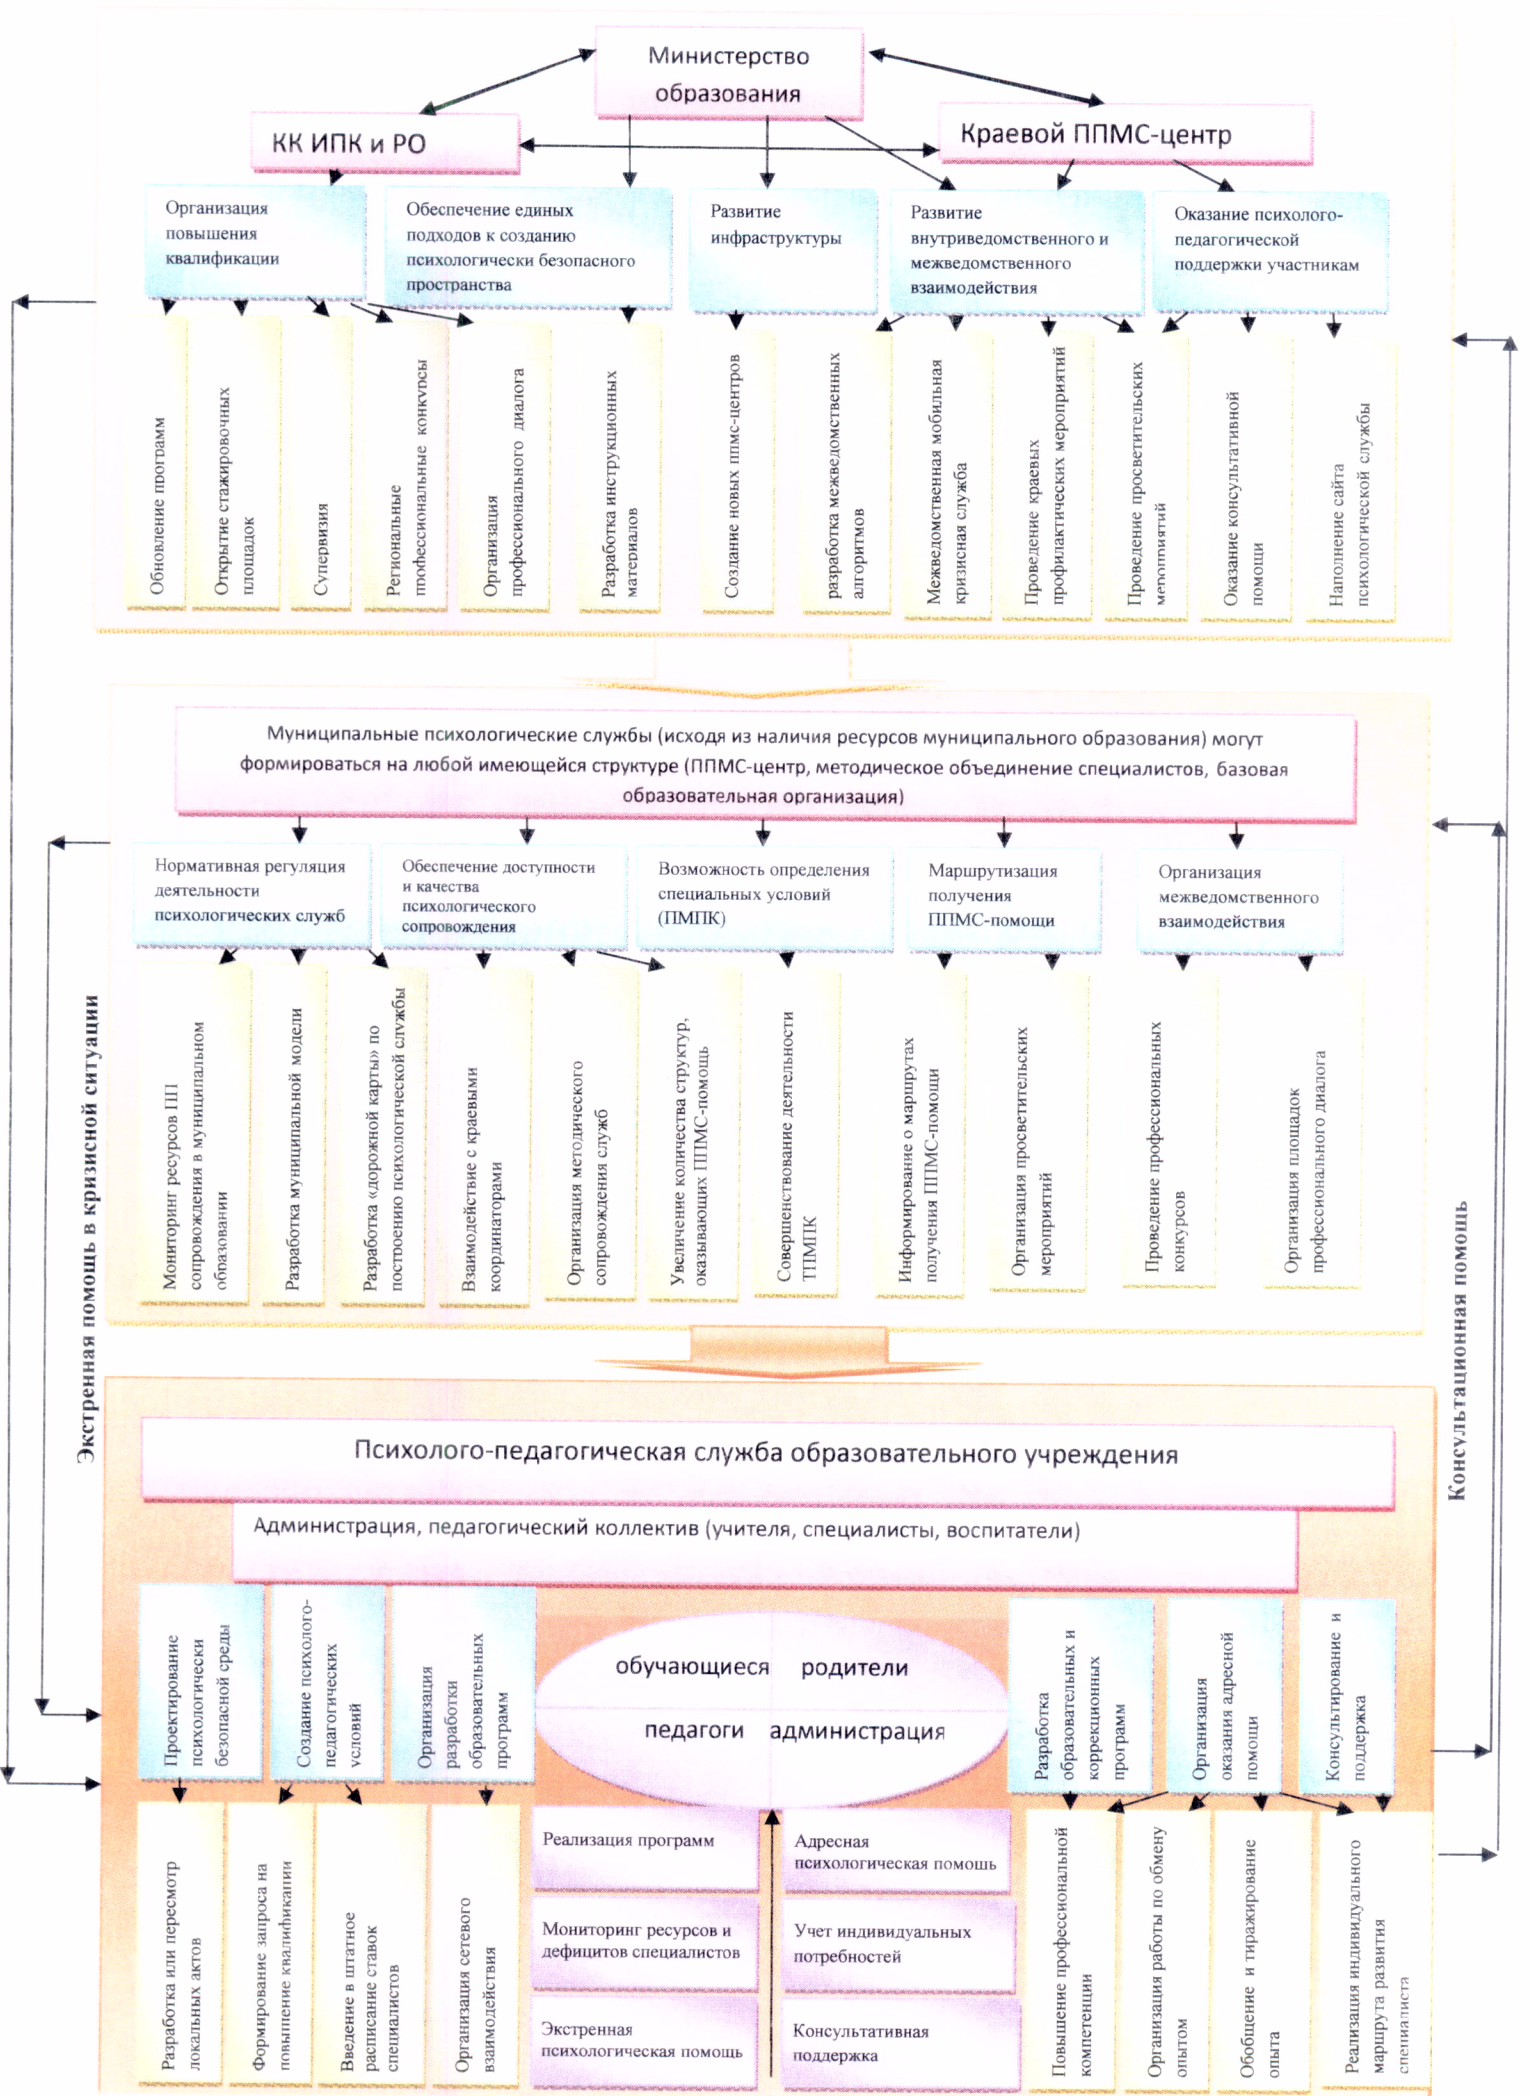 Министерство
образования
КК ИПК и РО
Краевой ППМС-центр
Организация
повышения
квалификации
Обеспечение единых
подходов к созданию
психологически безопасного
пространства
Развитие
инфраструктуры
Развитие
внутриведомственного и
межведомственного
взаимодействия
Оказание психолого-
педагогической
поддержки участникам
Обновление программ
Открытие стажировочных
площадок
Супервизия
Региональные
профессиональные конкурсы
Организация
профессионального диалога
Разработка инструкционных
материалов
Создание новых ппмс-центров
разработка межведомственных
алгоритмов
Межведомственная мобильная
кризисная служба
Проведение краевых
профилактических мероприятий
Проведение просветительских
мероприятий
Оказание консультативной
помощи
Наполнение сайта
психологической службы
Муниципальные психологические службы (исходя из наличия ресурсов муниципального образования) могут
формироваться на любой имеющейся структуре (ППМС-центр, методическое объединение специалистов, базовая
образовательная организация)
Нормативная регуляция
деятельности
психологических служб
Обеспечение доступности
и качества
психологического
сопровождения
Возможность определения
специальных условий
(ПМПК)
Маршрутизация
получения
ППМС-помощи
Организация
межведомственного
взаимодействия
Мониторинг ресурсов ПП
сопровождения в муниципальном
образовании
Разработка муниципальной модели
Разработка «дорожной карты» по
построению психологической службы
Взаимодействие с краевыми
координаторами
Организация методического
сопровождения служб
Увеличение количества структур,
оказывающих ППМС-помощь
Совершенствование деятельности
ТПМПК
Информирование о маршрутах
получения ППМС-помощи
Организация просветительских
мероприятий
Проведение профессиональных
конкурсов
Организация площадок
профессионального диалога
Экстренная помощь в кризисной ситуации
Консультационная помощь
Психолого-педагогическая служба образовательного учреждения
Администрация, педагогический коллектив (учителя, специалисты, воспитатели)
Проектирование
психологически
безопасной среды
Создание психолого-
педагогических
условий
Организация
разработки
образовательных
программ
обучающиеся родители
педагоги администрация
Разработка
образовательных и
коррекционных
программ
Организация
оказания адресной
помощи
Консультирование и
поддержка
Разработка или пересмотр
локальных актов
Формирование запроса на
повышение квалификации
Введение в штатное
расписание ставок
специалистов
Организация сетевого
взаимодействия
Реализация программ
Адресная
психологическая помощь
Мониторинг ресурсов и
дефицитов специалистов
Учет индивидуальных
потребностей
Экстренная
психологическая помощь
Консультативная
поддержка
Повышение профессиональной
компетенции
Организация работы по обмену
опытом
Обобщение и тиражирование
опыта
Реализация индивидуального
маршрута развития
специалиста